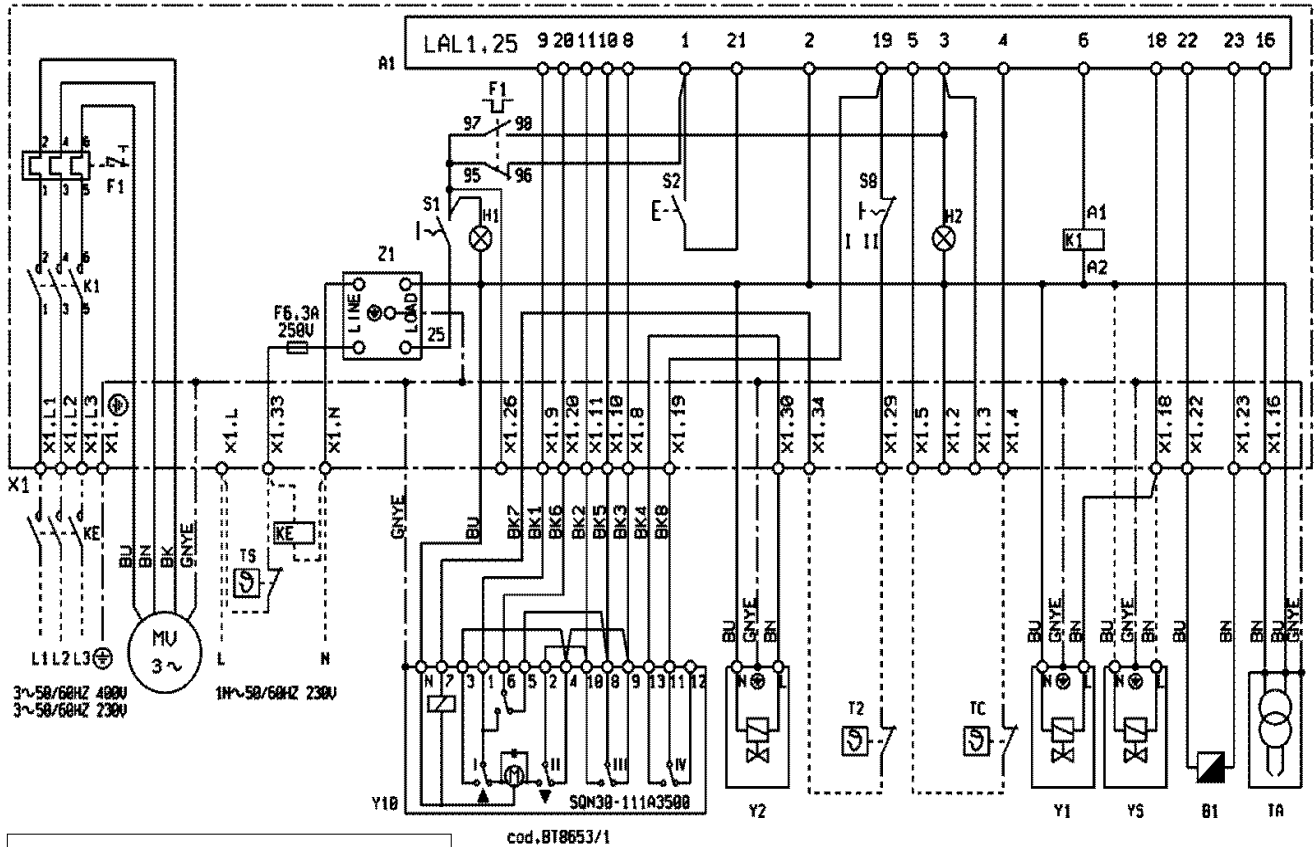 LAL1.25 9 20 11 10 8 1 21 2 19 5 3 4 6 18 22 23 16
A1
F1
97 98
95 96
2 4 6
F1
1 3 5
S1
H1
S2
S8
I II
H2
A1
K1
A2
2 4 6
K1
1 3 5
Z1
LINE
LOAD
25
F6.3A
250V
X1.L1
X1.L2
X1.L3
X1.
X1.L
X1.33
X1.N
X1.26
X1.9
X1.20
X1.11
X1.10
X1.8
X1.19
X1.30
X1.34
X1.29
X1.5
X1.2
X1.3
X1.4
X1.18
X1.22
X1.23
X1.16
X1
KE
BU
BN
BK
GNYE
TS
KE
GNYE
BU
BK7
BK1
BK6
BK2
BK5
BK3
BK4
BK8
MV
3~
L1 L2 L3
L
N
3~50/60HZ 400V
3~50/60HZ 230V
1N~50/60HZ 230V
N 7 3 1 6 5 2 4 10 8 9 13 11 12
I
M
II
III
IV
SQN30-111A3500
Y10
cod.BT8653/1
BU
GNYE
BN
N L
Y2
T2
TC
BU
GNYE
BN
N L
Y1
BU
GNYE
BN
N L
YS
BU
BN
B1
BN
GNYE
BU
TA